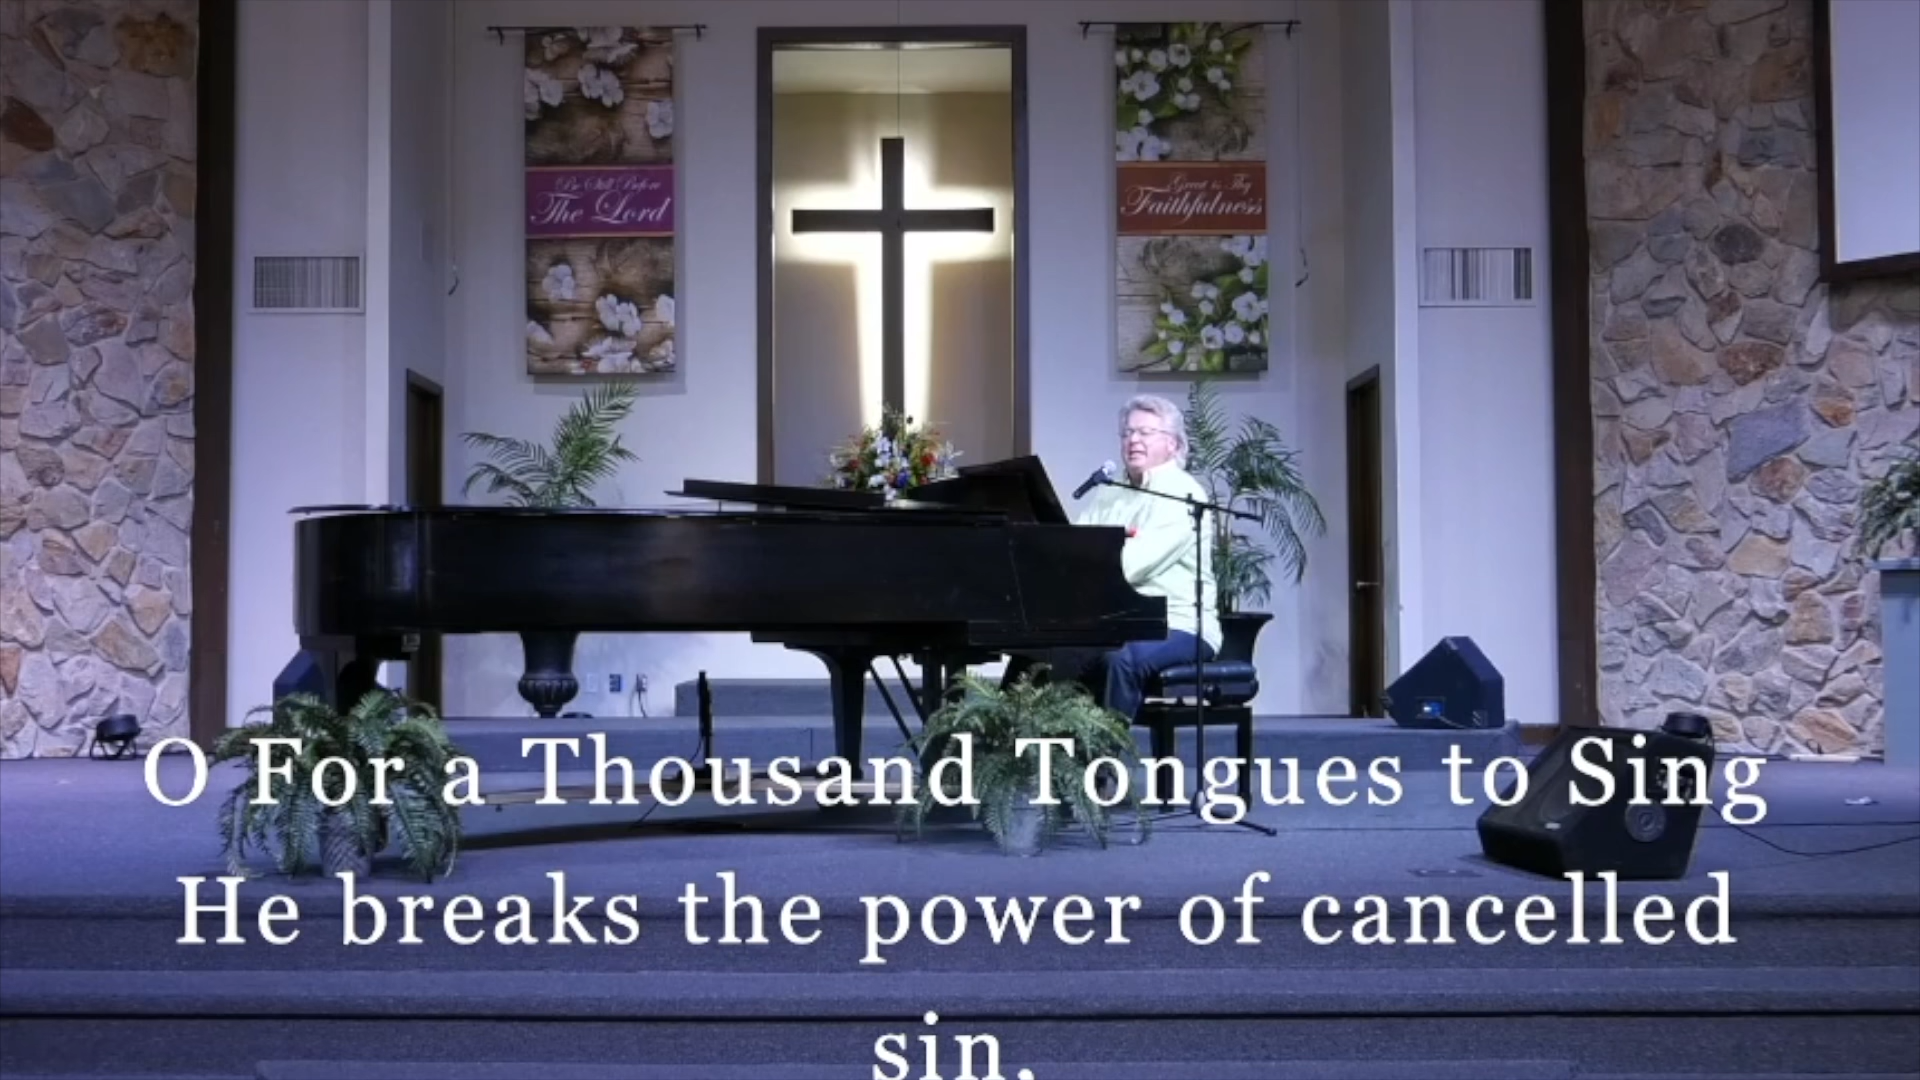 Be Still Before
The Lord
Great is Thy
Faithfulness
O For a Thousand Tongues to Sing
He breaks the power of cancelled
sin,